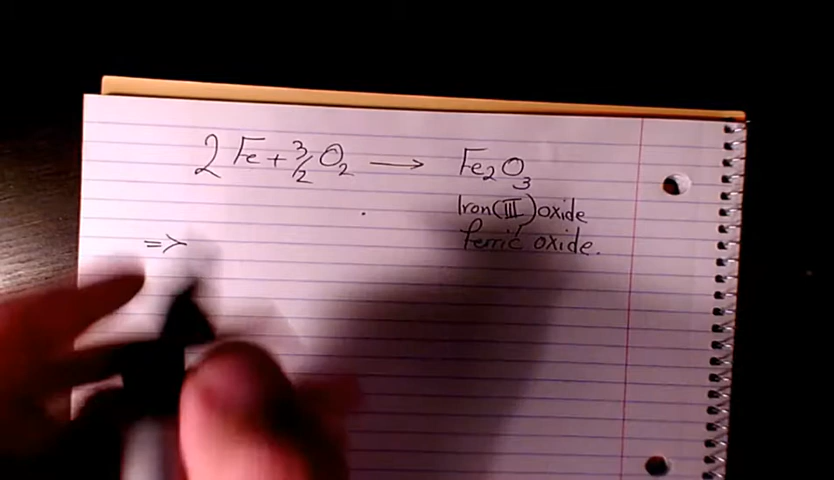 2 Fe + 3/2 O2 → Fe2O3
Iron(III) oxide
ferric oxide.
=>